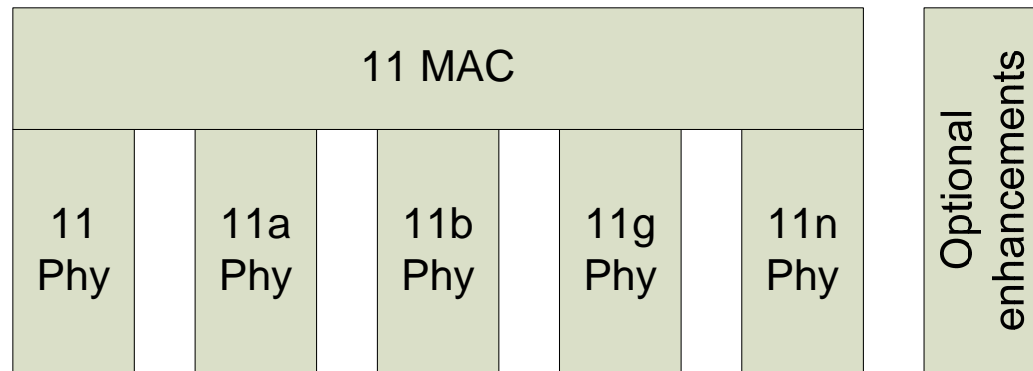 11 MAC
11
Phy
11a
Phy
11b
Phy
11g
Phy
11n
Phy
Optional
enhancements